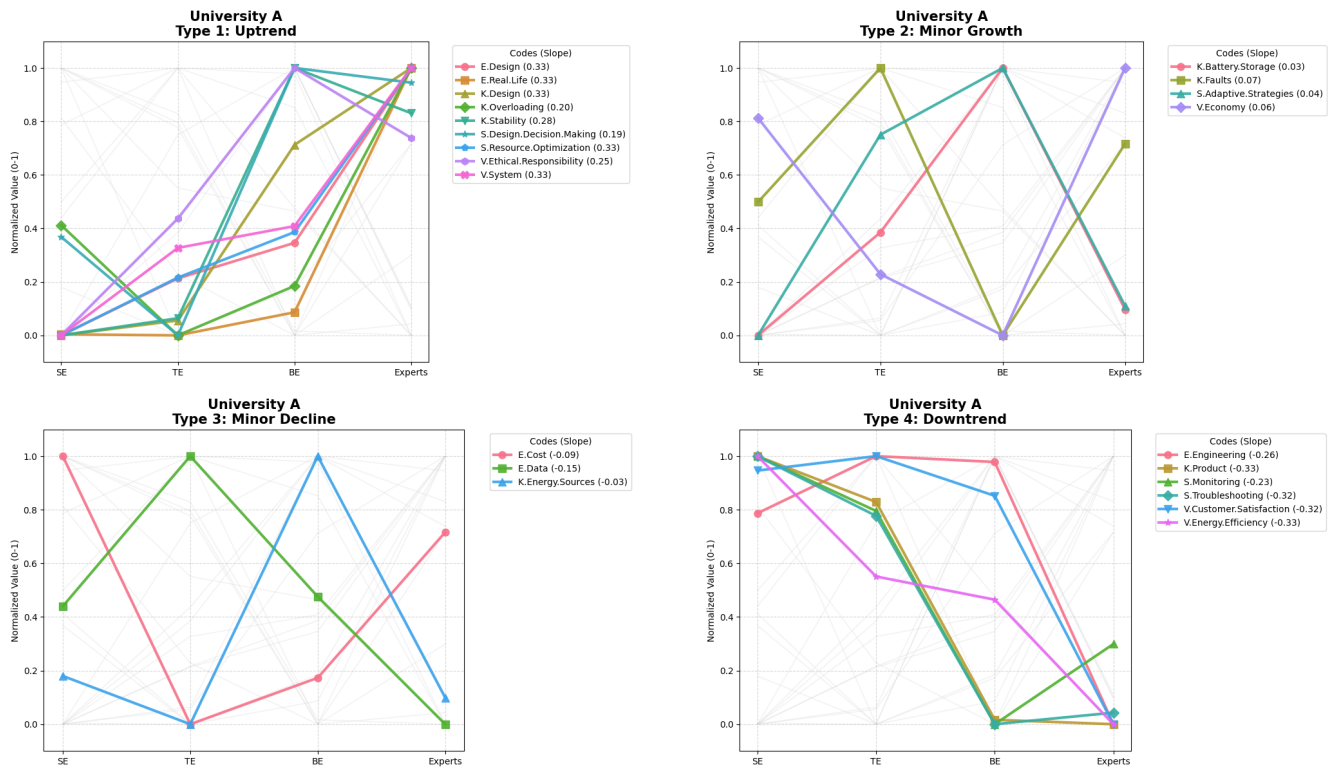 University A
Type 1: Uptrend
Normalized Value (0-1)
1.0
0.8
0.6
0.4
0.2
0.0
SE
TE
BE
Experts
Codes (Slope)
E.Design (0.33)
E.Real.Life (0.33)
K.Design (0.33)
K.Overloading (0.20)
K.Stability (0.28)
S.Design.Decision.Making (0.19)
S.Resource.Optimization (0.33)
V.Ethical.Responsibility (0.25)
V.System (0.33)
University A
Type 2: Minor Growth
Normalized Value (0-1)
1.0
0.8
0.6
0.4
0.2
0.0
SE
TE
BE
Experts
Codes (Slope)
K.Battery.Storage (0.03)
K.Faults (0.07)
S.Adaptive.Strategies (0.04)
V.Economy (0.06)
University A
Type 3: Minor Decline
Normalized Value (0-1)
1.0
0.8
0.6
0.4
0.2
0.0
SE
TE
BE
Experts
Codes (Slope)
E.Cost (-0.09)
E.Data (-0.15)
K.Energy.Sources (-0.03)
University A
Type 4: Downtrend
Normalized Value (0-1)
1.0
0.8
0.6
0.4
0.2
0.0
SE
TE
BE
Experts
Codes (Slope)
E.Engineering (-0.26)
K.Product (-0.33)
S.Monitoring (-0.23)
S.Troubleshooting (-0.32)
V.Customer.Satisfaction (-0.32)
V.Energy.Efficiency (-0.33)